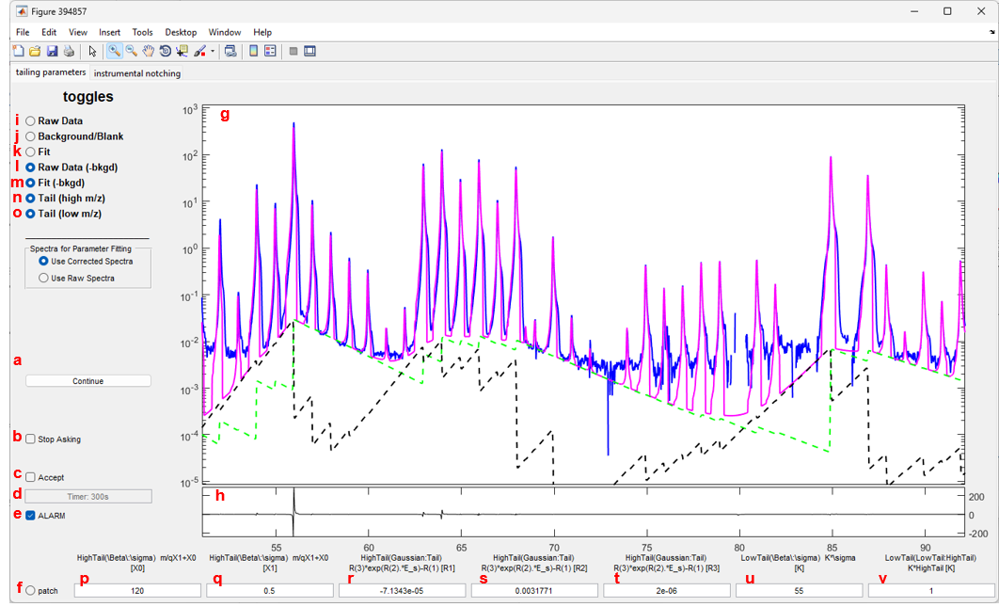 Figure 394857
File Edit View Insert Tools Desktop Window Help
tailing parameters instrumental notching
toggles
i Raw Data
j Background/Blank
k Fit
l Raw Data (-bkgd)
m Fit (-bkgd)
n Tail (high m/z)
o Tail (low m/z)
Spectra for Parameter Fitting
Use Corrected Spectra
Use Raw Spectra
a
Continue
b Stop Asking
c Accept
d Timer: 300s
e ALARM
g
10^3
10^2
10^1
10^0
10^-1
10^-2
10^-3
10^-4
10^-5
h
200
0
-200
55 60 65 70 75 80 85 90
HighTail(\Beta\:\sigma) m/qX1+X0
[X0]
HighTail(\Beta\:\sigma) m/qX1+X0
[X1]
HighTail(Gaussian:Tail)
R(3)*exp(R(2).*E_s)-R(1) [R1]
HighTail(Gaussian:Tail)
R(3)*exp(R(2).*E_s)-R(1) [R2]
HighTail(Gaussian:Tail)
R(3)*exp(R(2).*E_s)-R(1) [R3]
LowTail(\Beta\:\sigma) K*\sigma
[K]
LowTail(LowTail:HighTail)
K*HighTail [K]
p q r s t u v
f patch 120 0.5 -7.1343e-05 0.0031771 2e-06 55 1